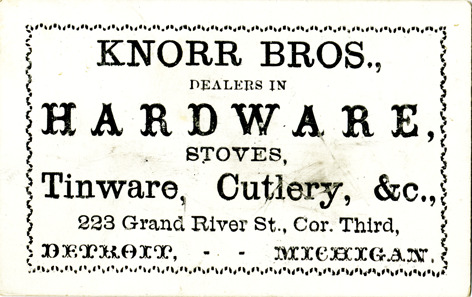 KNORR BROS.,
DEALERS IN
HARDWARE,
STOVES,
Tinware, Cutlery, &c.,
223 Grand River St., Cor. Third,
DETROIT, - - MICHIGAN.